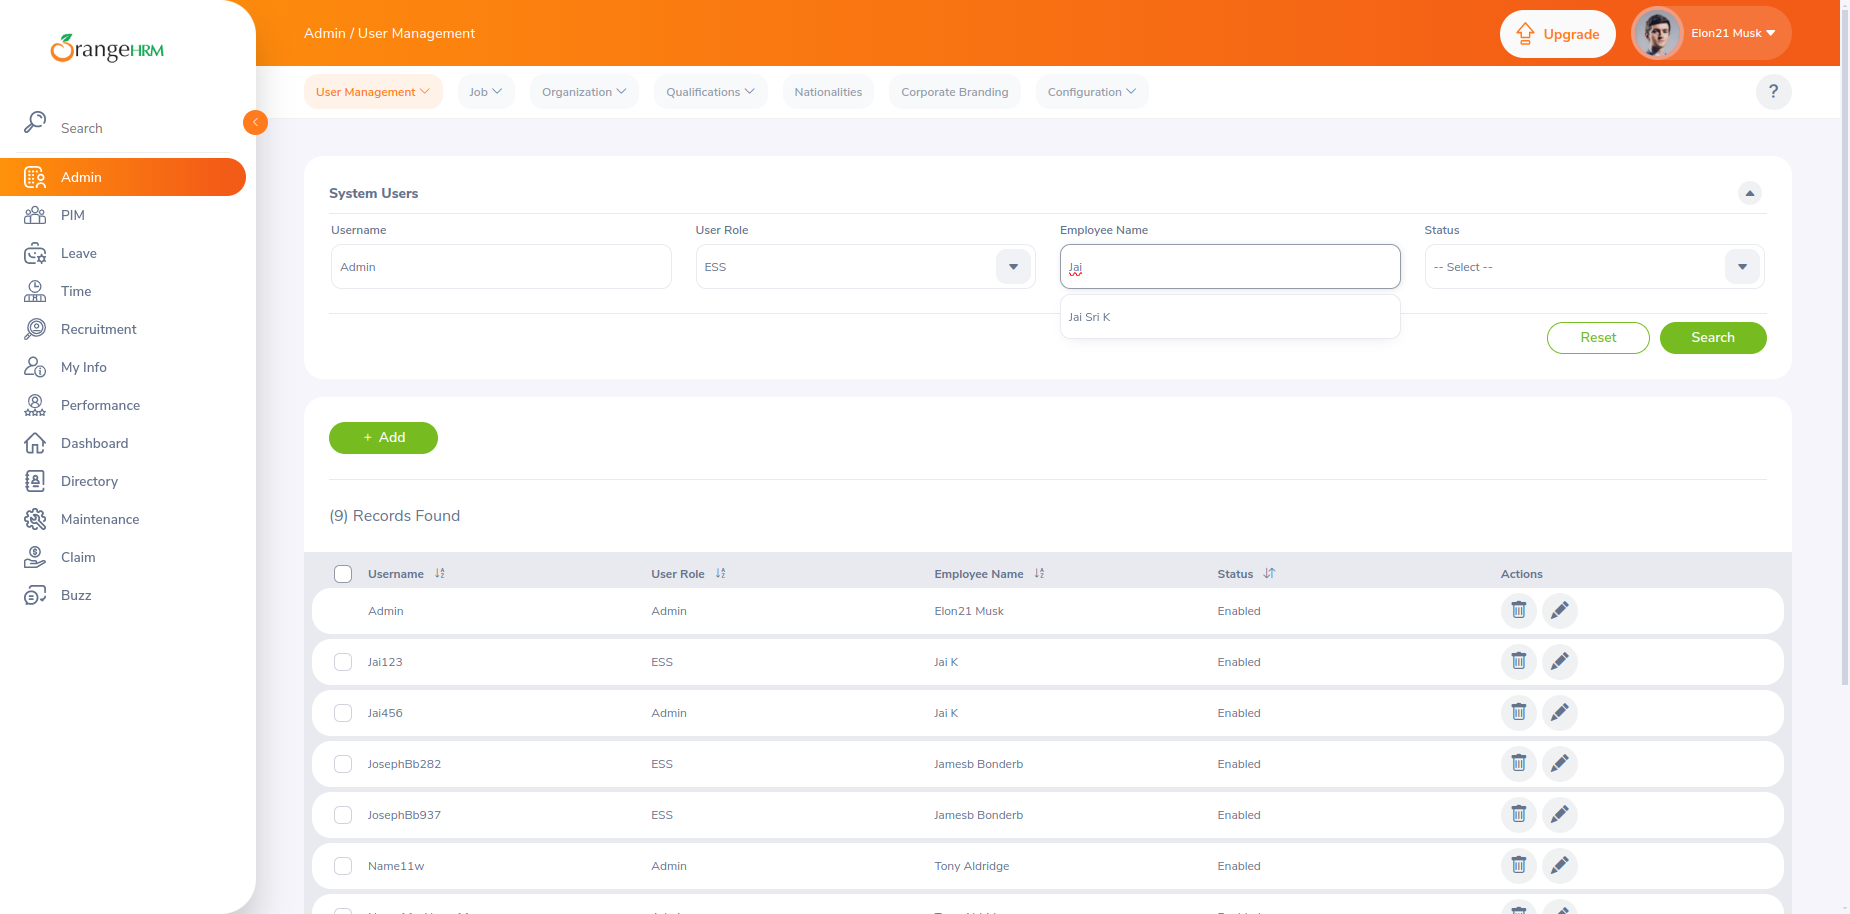 OrangeHRM
Search
Admin
PIM
Leave
Time
Recruitment
My Info
Performance
Dashboard
Directory
Maintenance
Claim
Buzz
Admin / User Management
Upgrade
Elon21 Musk
User Management
Job
Organization
Qualifications
Nationalities
Corporate Branding
Configuration
?
System Users
Username
User Role
Employee Name
Status
Admin
ESS
Jai
-- Select --
Jai Sri K
Reset
Search
+ Add
(9) Records Found
Username User Role Employee Name Status Actions
Admin Admin Elon21 Musk Enabled
Jai123 ESS Jai K Enabled
Jai456 Admin Jai K Enabled
JosephBb282 ESS Jamesb Bonderb Enabled
JosephBb937 ESS Jamesb Bonderb Enabled
Name11w Admin Tony Aldridge Enabled